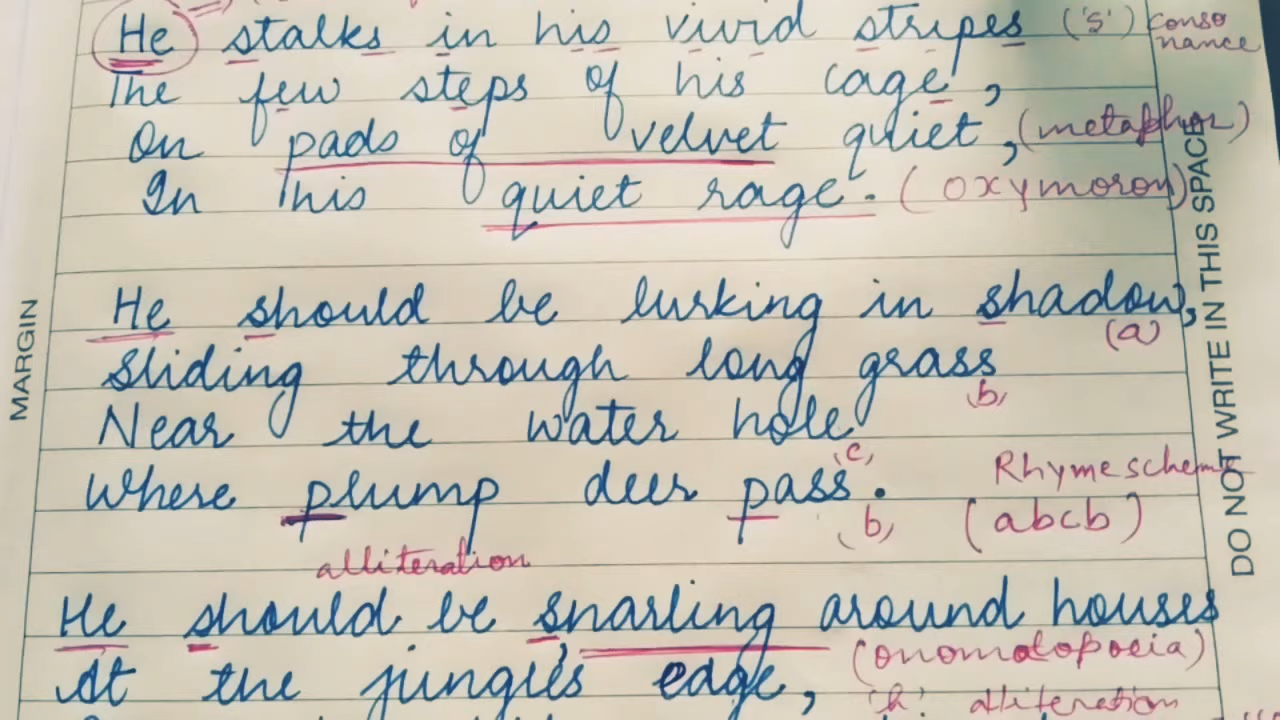 He stalks in his vivid stripes ('s') conso
nance
The few steps of his cage,
On pads of velvet quiet, (metaphor)
In his quiet rage. (oxymoron)
He should be lurking in shadow,
(a)
Sliding through long grass
(b)
Near the water hole
(c)
Where plump deer pass. Rhyme scheme
(b) (abcb)
alliteration
He should be snarling around houses
At the jungle's edge, (onomatopoeia)
'h' alliteration
MARGIN
DO NOT WRITE IN THIS SPACE